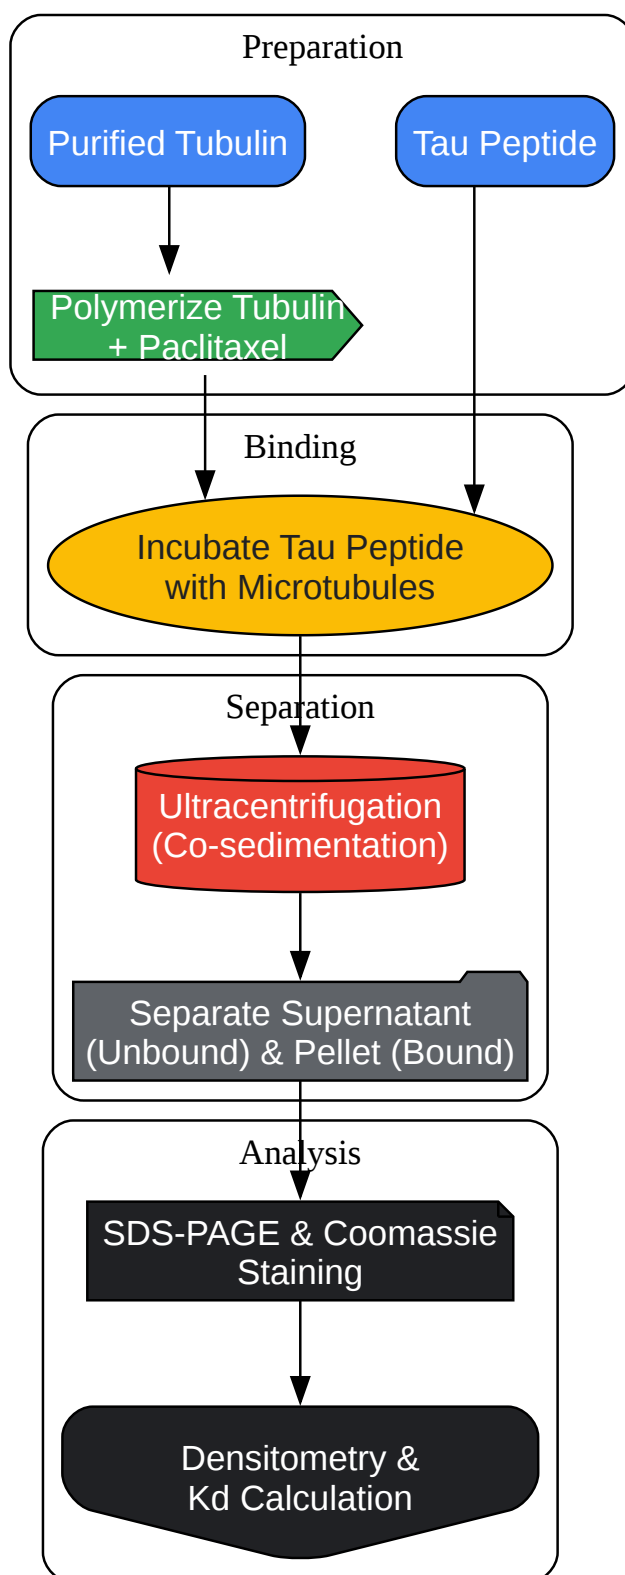 Preparation
Purified Tubulin
Tau Peptide
Polymerize Tubulin
+ Paclitaxel
Binding
Incubate Tau Peptide
with Microtubules
Separation
Ultracentrifugation
(Co-sedimentation)
Separate Supernatant
(Unbound) & Pellet (Bound)
Analysis
SDS-PAGE & Coomassie
Staining
Densitometry &
Kd Calculation